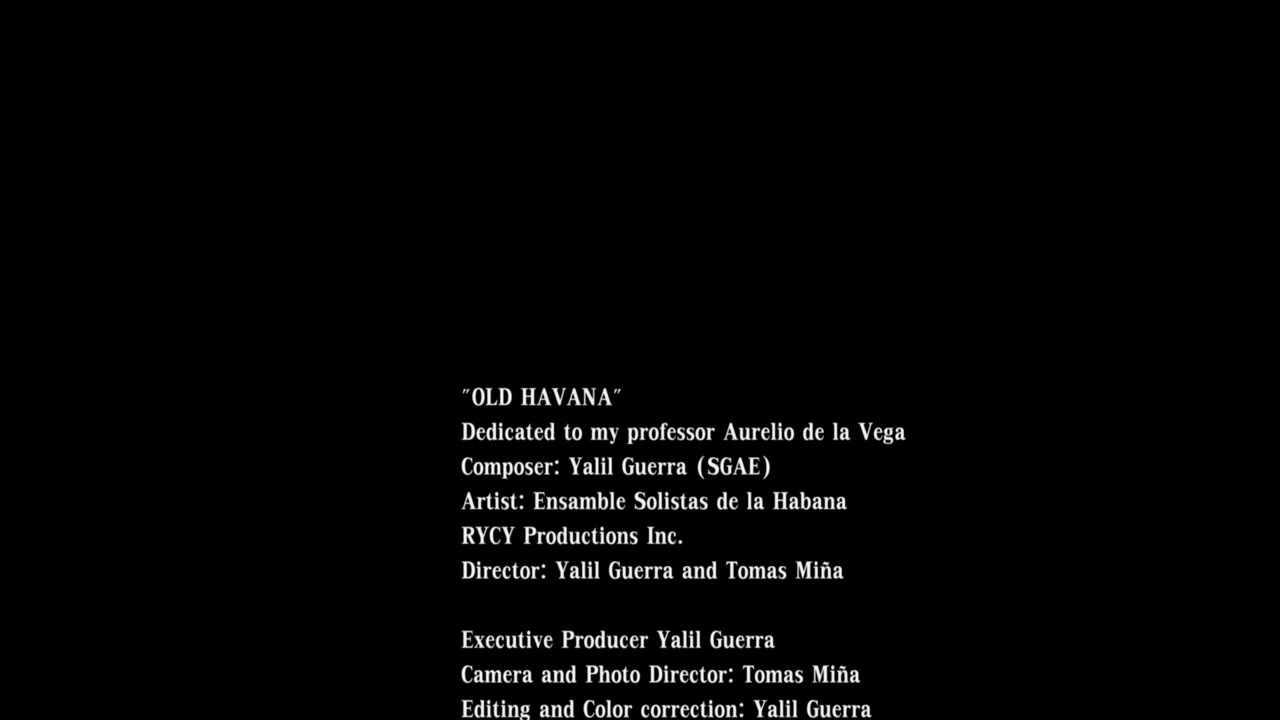 "OLD HAVANA"
Dedicated to my professor Aurelio de la Vega
Composer: Yalil Guerra (SGAE)
Artist: Ensamble Solistas de la Habana
RYCY Productions Inc.
Director: Yalil Guerra and Tomas Miña
Executive Producer Yalil Guerra
Camera and Photo Director: Tomas Miña
Editing and Color correction: Yalil Guerra